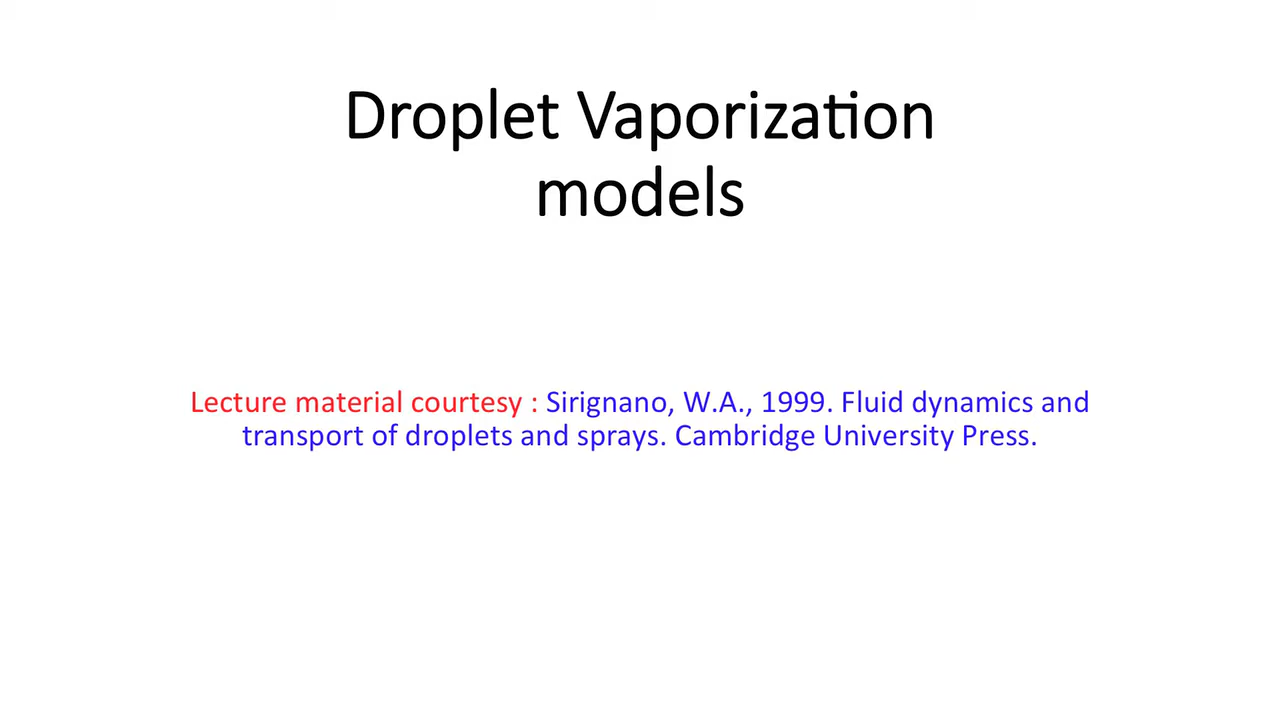 Droplet Vaporization
models
Lecture material courtesy : Sirignano, W.A., 1999. Fluid dynamics and
transport of droplets and sprays. Cambridge University Press.